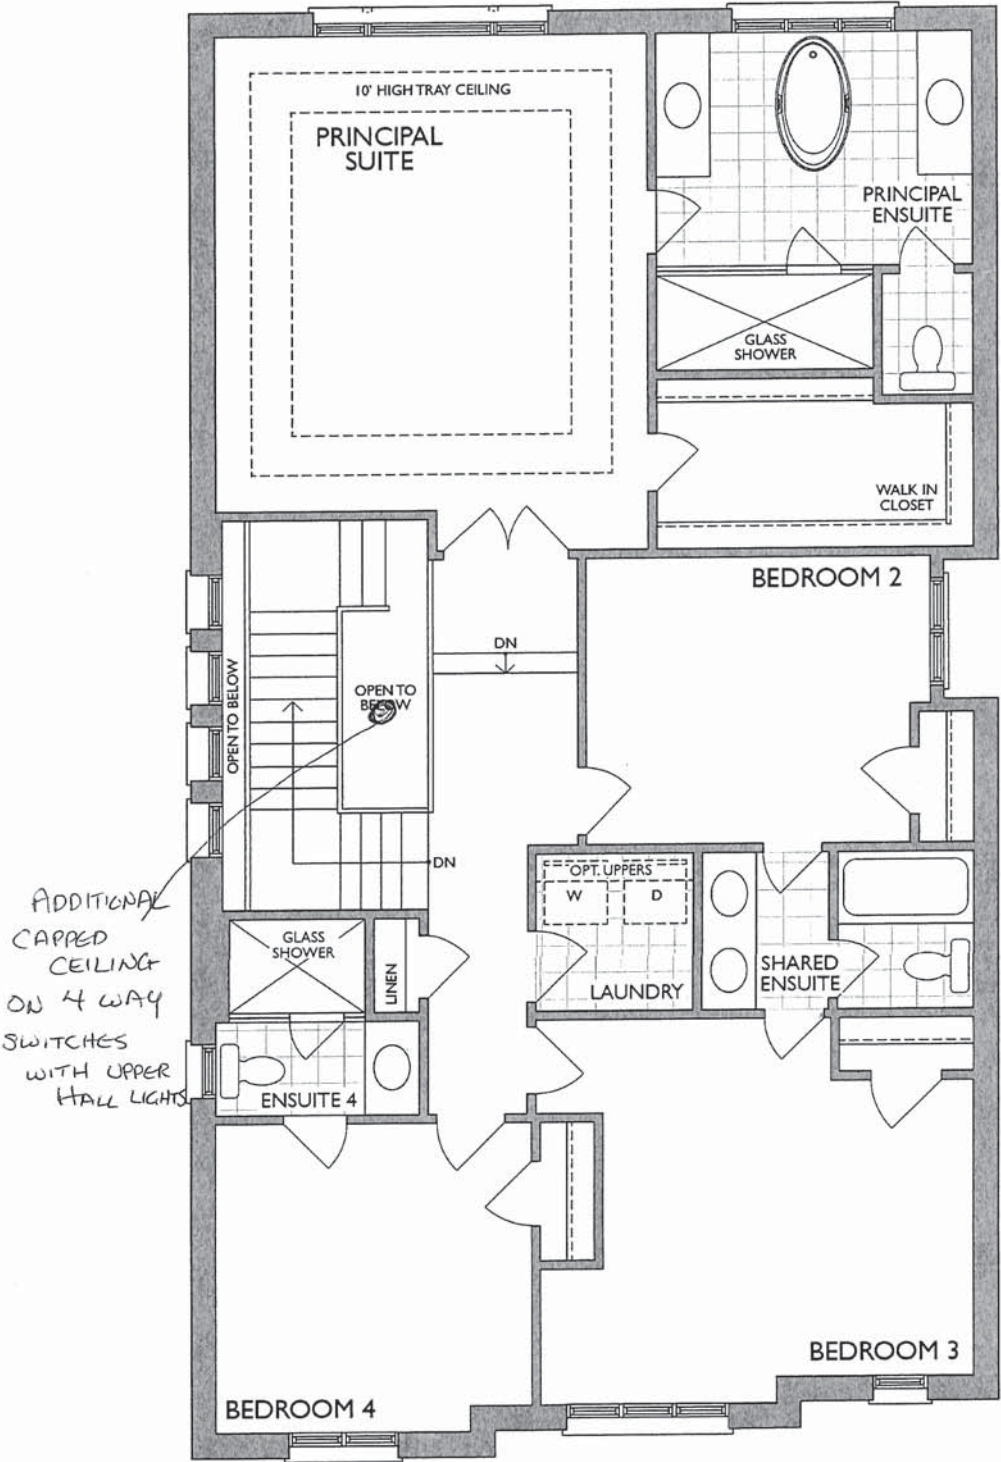 10' HIGH TRAY CEILING
PRINCIPAL
SUITE
PRINCIPAL
ENSUITE
GLASS
SHOWER
WALK IN
CLOSET
BEDROOM 2
DN
OPEN TO BELOW
OPEN TO
BELOW
DN
OPT. UPPERS
W
D
ADDITIONAL
CAPPED
CEILING
ON 4 WAY
SWITCHES
WITH UPPER
HALL LIGHTS
GLASS
SHOWER
LINEN
LAUNDRY
SHARED
ENSUITE
ENSUITE 4
BEDROOM 3
BEDROOM 4